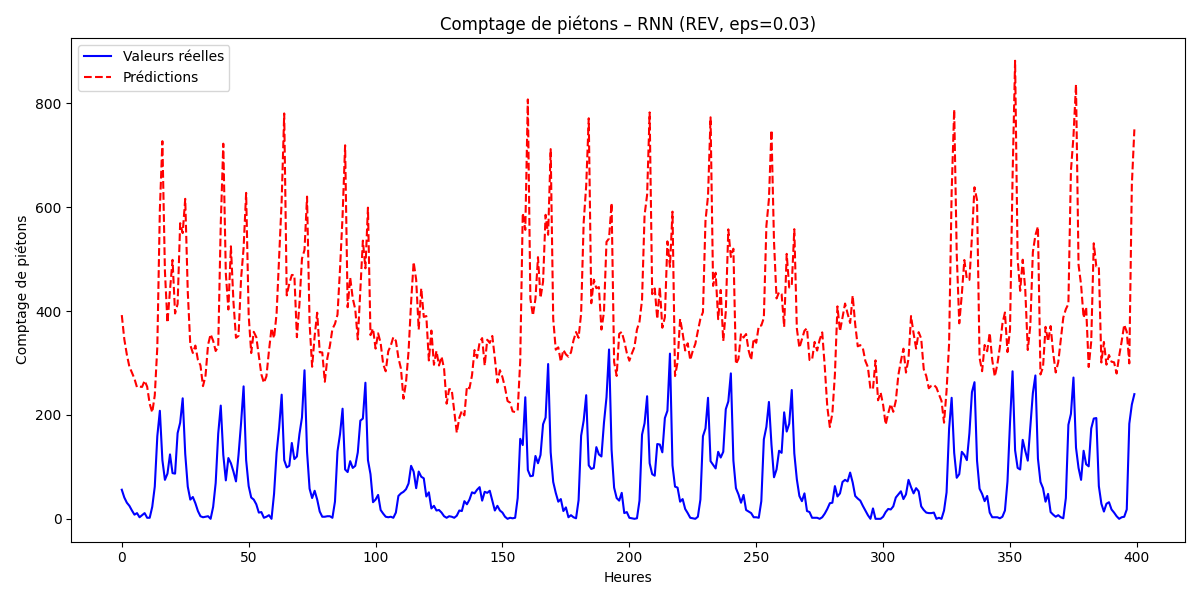 Comptage de piétons – RNN (REV, eps=0.03)
Valeurs réelles
Prédictions
Comptage de piétons
800
600
400
200
0
0 50 100 150 200 250 300 350 400
Heures